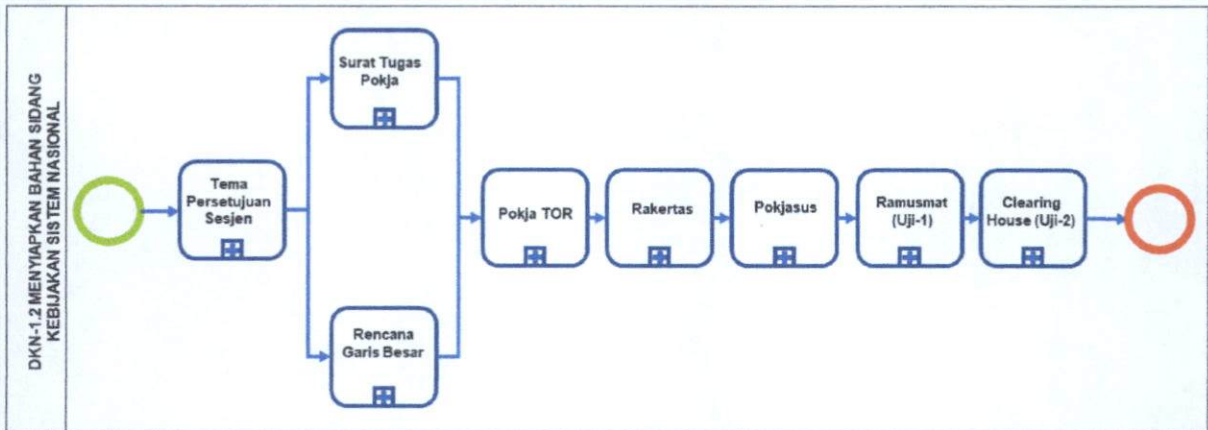 DKN-1.2 MENYIAPKAN BAHAN SIDANG
KEBIJAKAN SISTEM NASIONAL
Tema
Persetujuan
Sesjen
Surat Tugas
Pokja
Rencana
Garis Besar
Pokja TOR
Rakertas
Pokjasus
Ramusmat
(Uji-1)
Clearing
House (Uji-2)